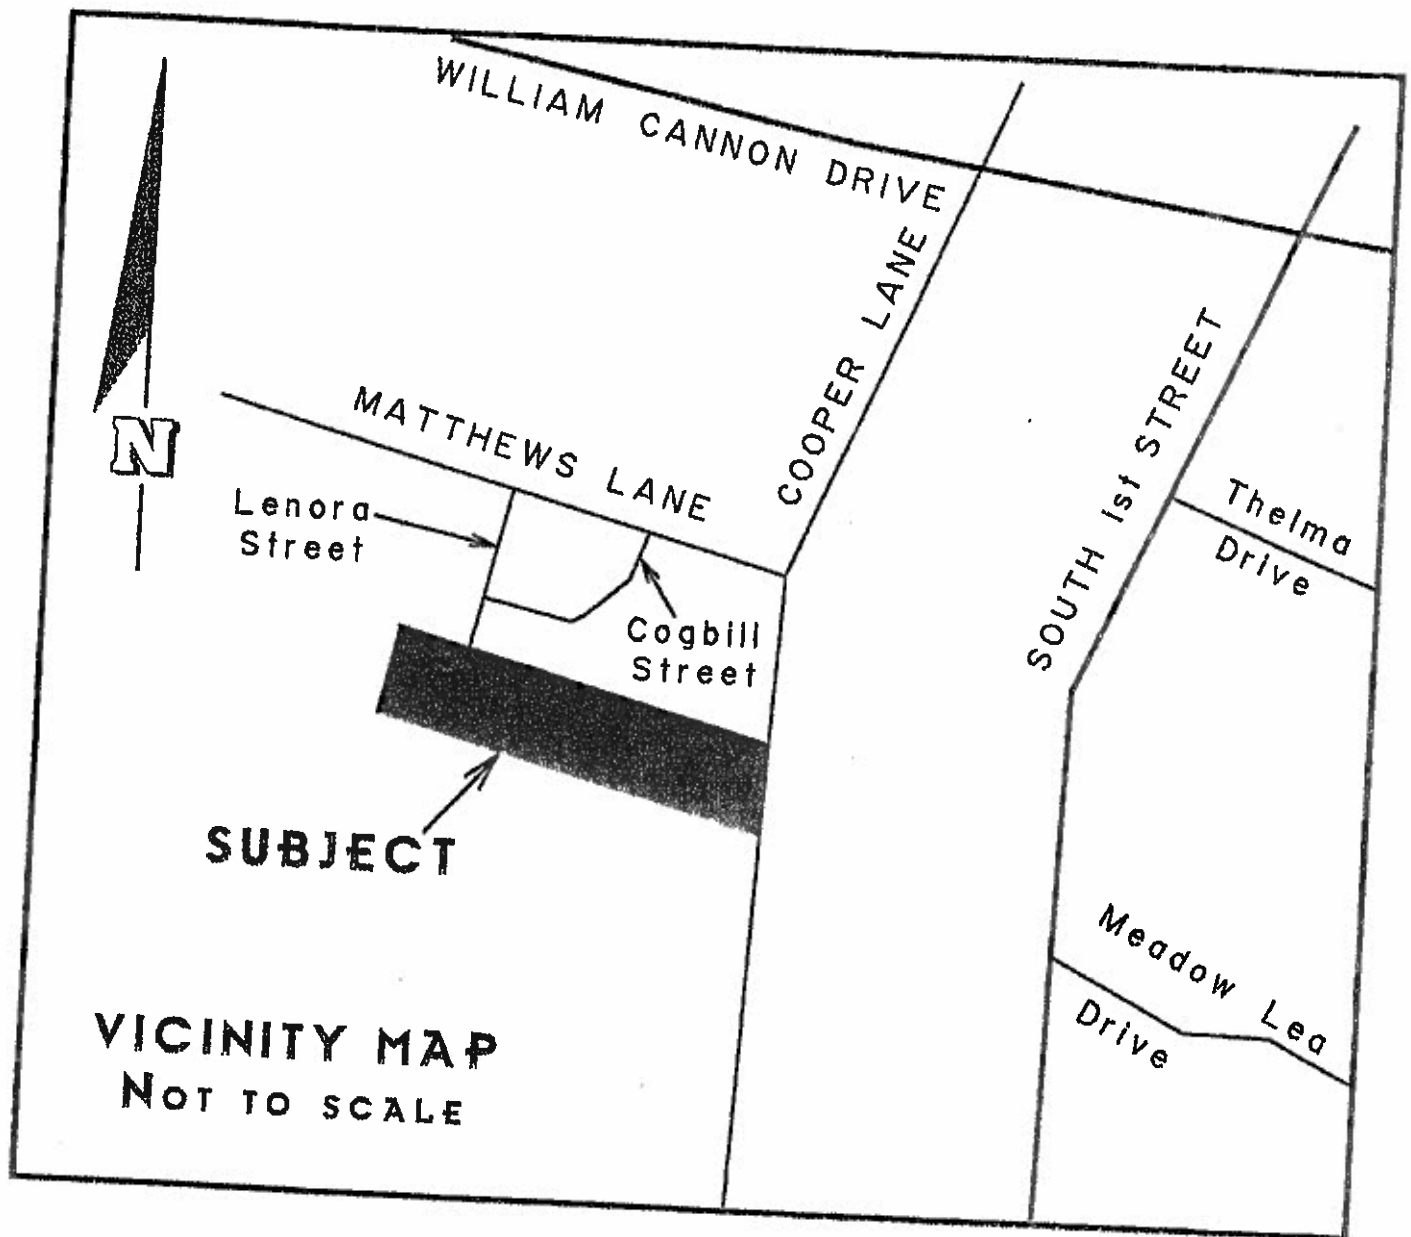 WILLIAM CANNON DRIVE
COOPER LANE
SOUTH 1st STREET
N
MATTHEWS LANE
Lenora
Street
Cogbill
Street
Thelma
Drive
SUBJECT
Meadow Lea
Drive
VICINITY MAP
NOT TO SCALE